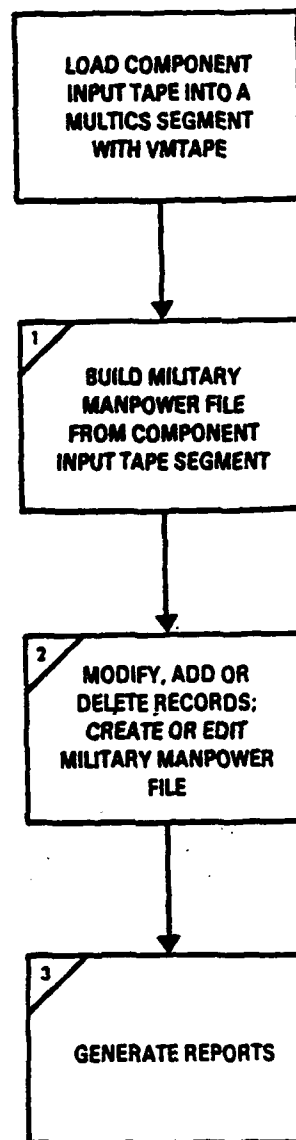 LOAD COMPONENT
INPUT TAPE INTO A
MULTICS SEGMENT
WITH VMTAPE
1
BUILD MILITARY
MANPOWER FILE
FROM COMPONENT
INPUT TAPE SEGMENT
2
MODIFY, ADD OR
DELETE RECORDS;
CREATE OR EDIT
MILITARY MANPOWER
FILE
3
GENERATE REPORTS